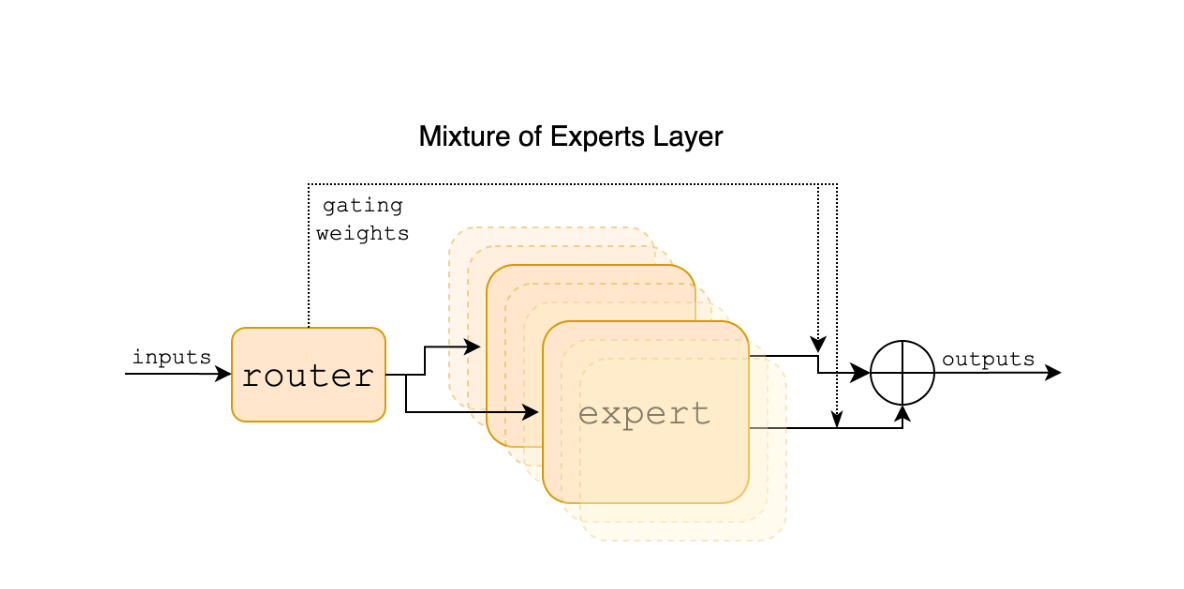 Mixture of Experts Layer
gating
weights
inputs
router
expert
outputs